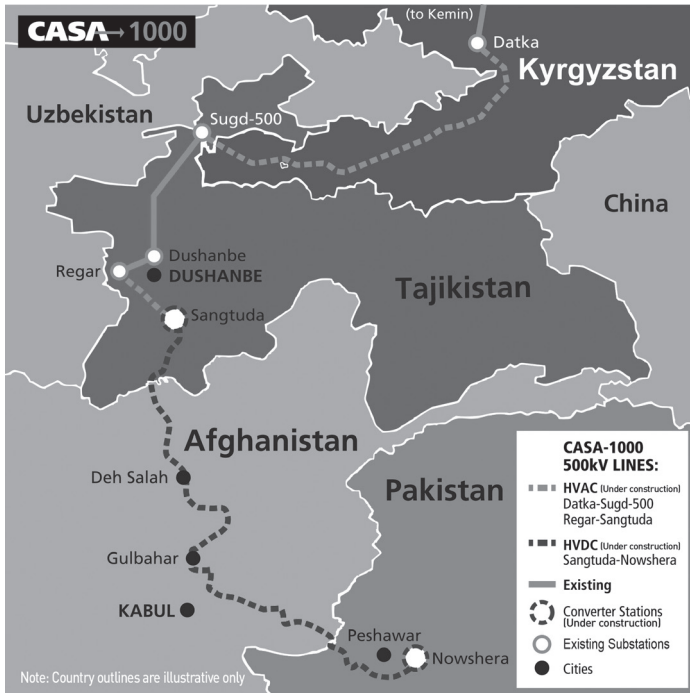 CASA→1000
(to Kemin)
Datka
Kyrgyzstan
Uzbekistan
Sugd-500
China
Dushanbe
Regar
DUSHANBE
Tajikistan
Sangtuda
Afghanistan
Deh Salah
Pakistan
Gulbahar
KABUL
Peshawar
Nowshera
CASA-1000
500kV LINES:
HVAC (Under construction)
Datka-Sugd-500
Regar-Sangtuda
HVDC (Under construction)
Sangtuda-Nowshera
Existing
Converter Stations
(Under construction)
Existing Substations
Cities
Note: Country outlines are illustrative only